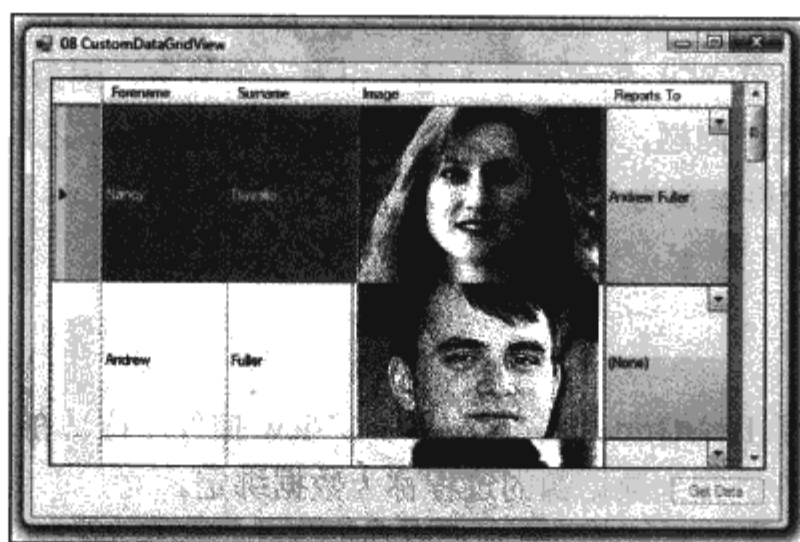 08 CustomDataGridView
Forename Surname Image Reports To
Nancy Davolio Andrew Fuller
Andrew Fuller (None)
Get Data